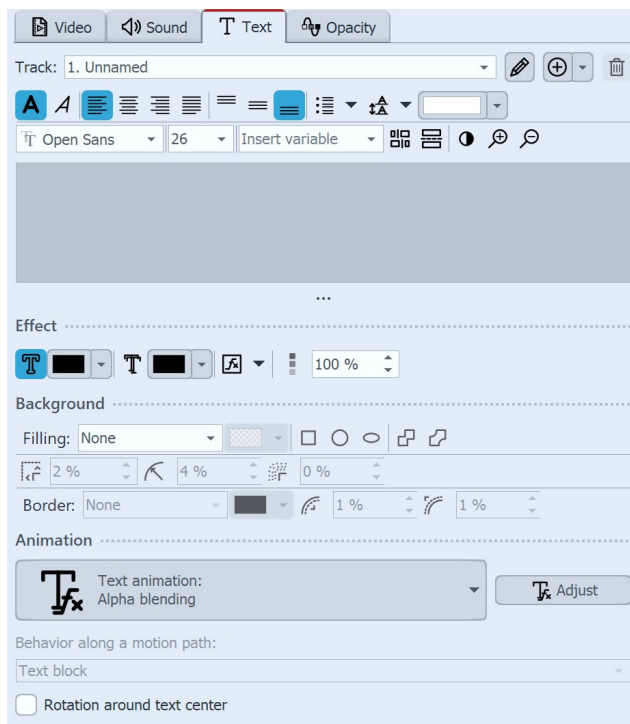 Video Sound Text Opacity
Track: 1. Unnamed
Open Sans 26 Insert variable
Effect
100 %
Background
Filling: None
2 % 4 % 0 %
Border: None 1 % 1 %
Animation
Text animation:
Alpha blending
Adjust
Behavior along a motion path:
Text block
Rotation around text center